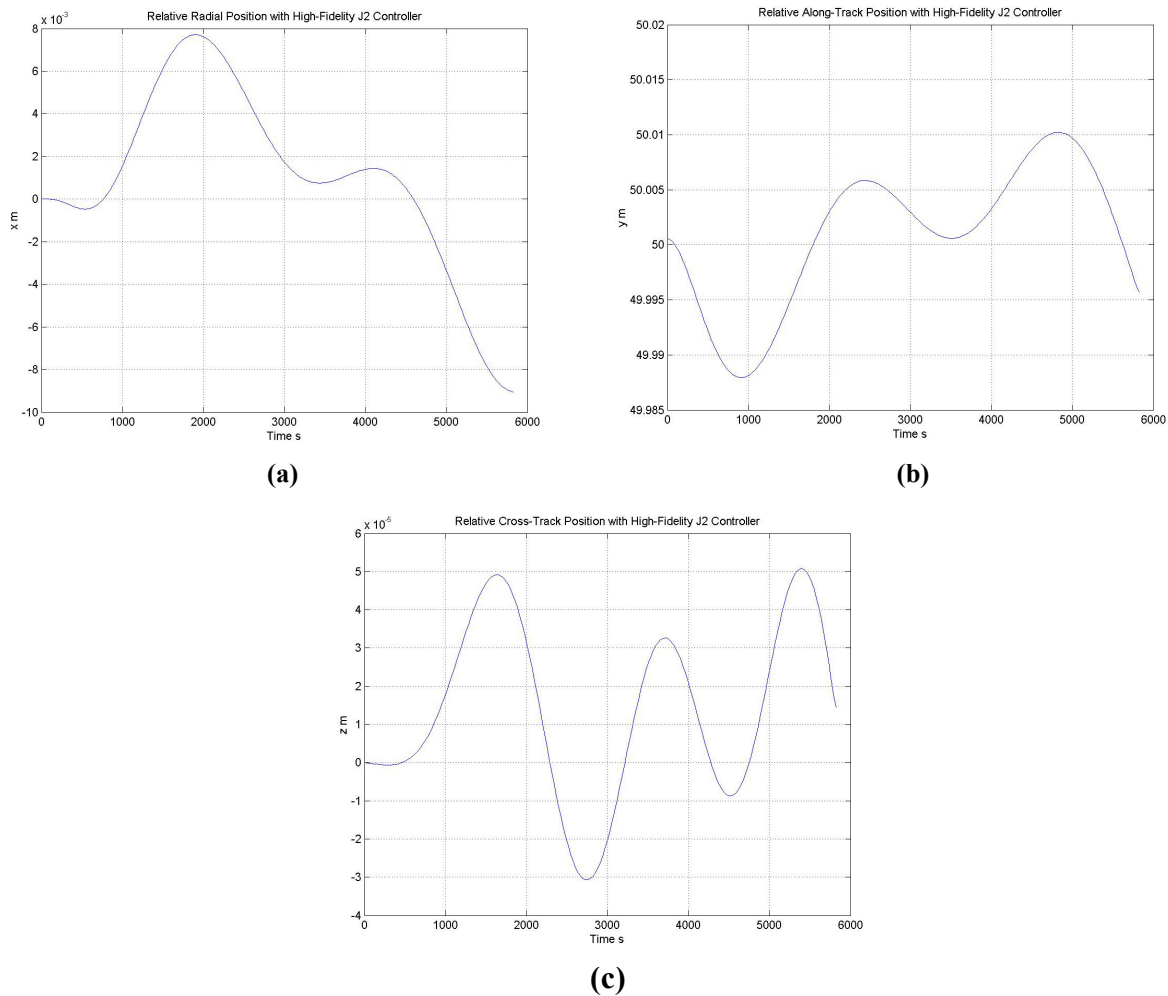 x 10⁻³
Relative Radial Position with High-Fidelity J2 Controller
8
6
4
2
0
-2
-4
-6
-8
-10
x m
0 1000 2000 3000 4000 5000 6000
Time s
(a)
Relative Along-Track Position with High-Fidelity J2 Controller
50.02
50.015
50.01
50.005
50
49.995
49.99
49.985
y m
0 1000 2000 3000 4000 5000 6000
Time s
(b)
x 10⁻⁵
Relative Cross-Track Position with High-Fidelity J2 Controller
6
5
4
3
2
1
0
-1
-2
-3
-4
z m
0 1000 2000 3000 4000 5000 6000
Time s
(c)